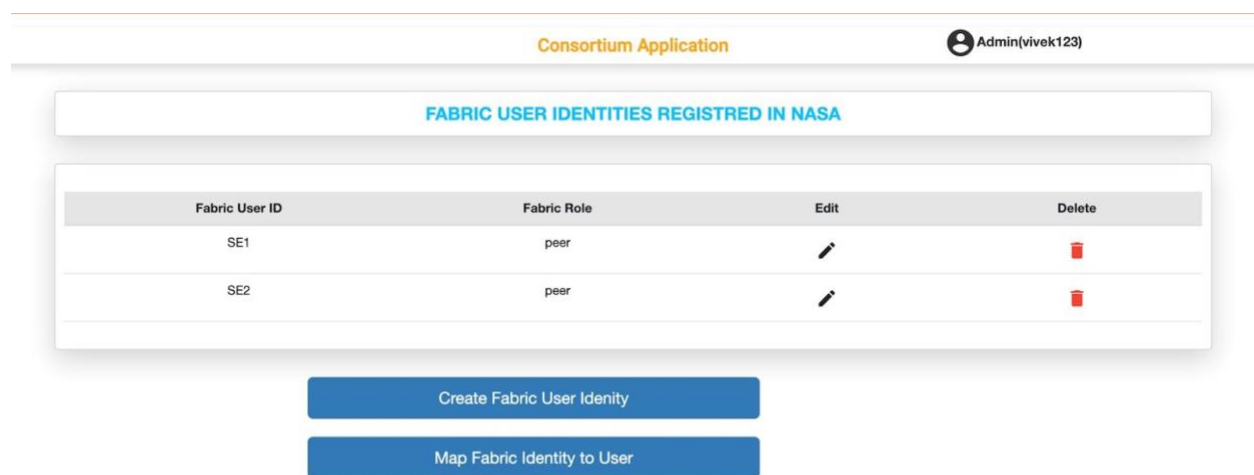 Consortium Application Admin(vivek123)
FABRIC USER IDENTITIES REGISTRED IN NASA
Fabric User ID Fabric Role Edit Delete
SE1 peer
SE2 peer
Create Fabric User Idenity
Map Fabric Identity to User